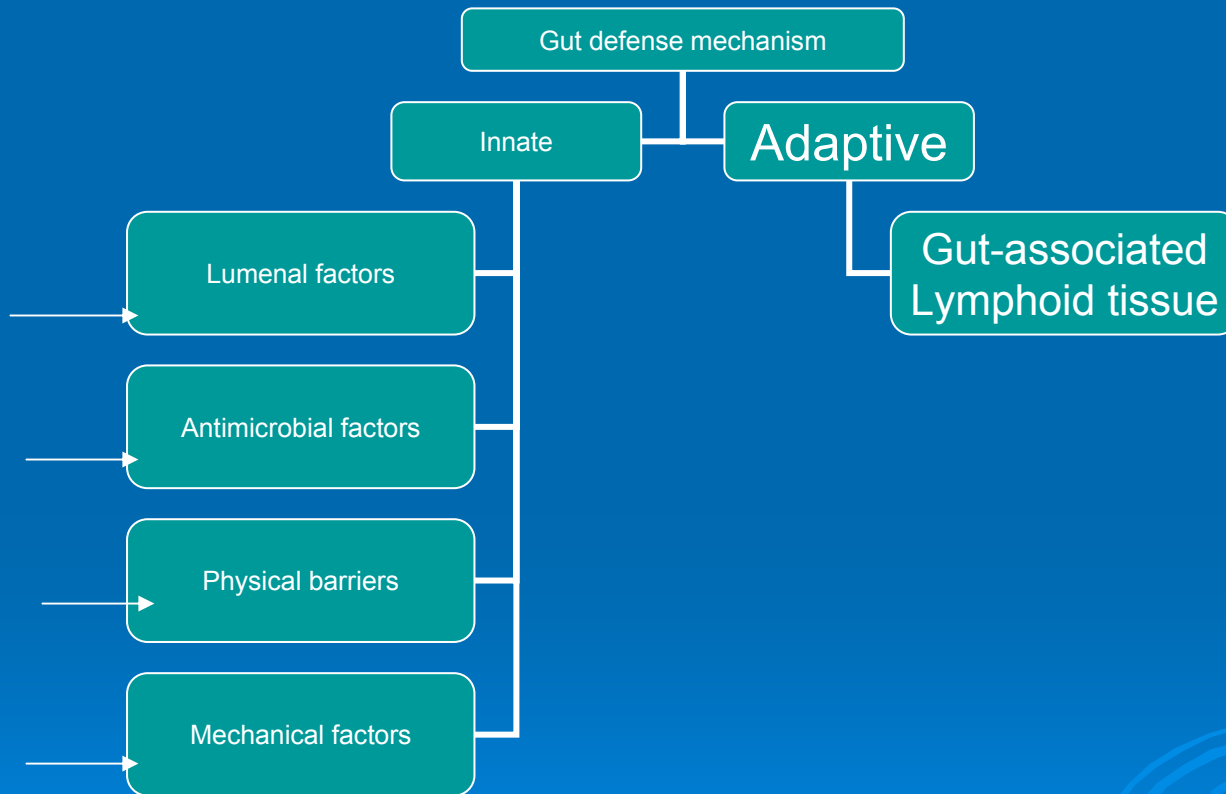 Gut defense mechanism
Innate
Adaptive
Lumenal factors
Gut-associated
Lymphoid tissue
Antimicrobial factors
Physical barriers
Mechanical factors